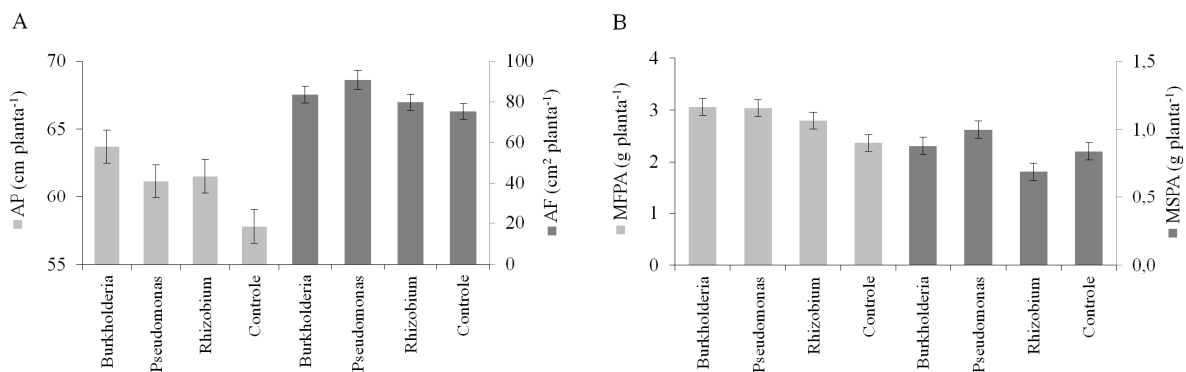 A
AP (cm planta-1)
70
65
60
55
100
80
60
40
20
0
AF (cm2 planta-1)
Burkholderia
Pseudomonas
Rhizobium
Controle
Burkholderia
Pseudomonas
Rhizobium
Controle
B
MFPA (g planta-1)
4
3
2
1
0
1,5
1,0
0,5
0,0
MSPA (g planta-1)
Burkholderia
Pseudomonas
Rhizobium
Controle
Burkholderia
Pseudomonas
Rhizobium
Controle